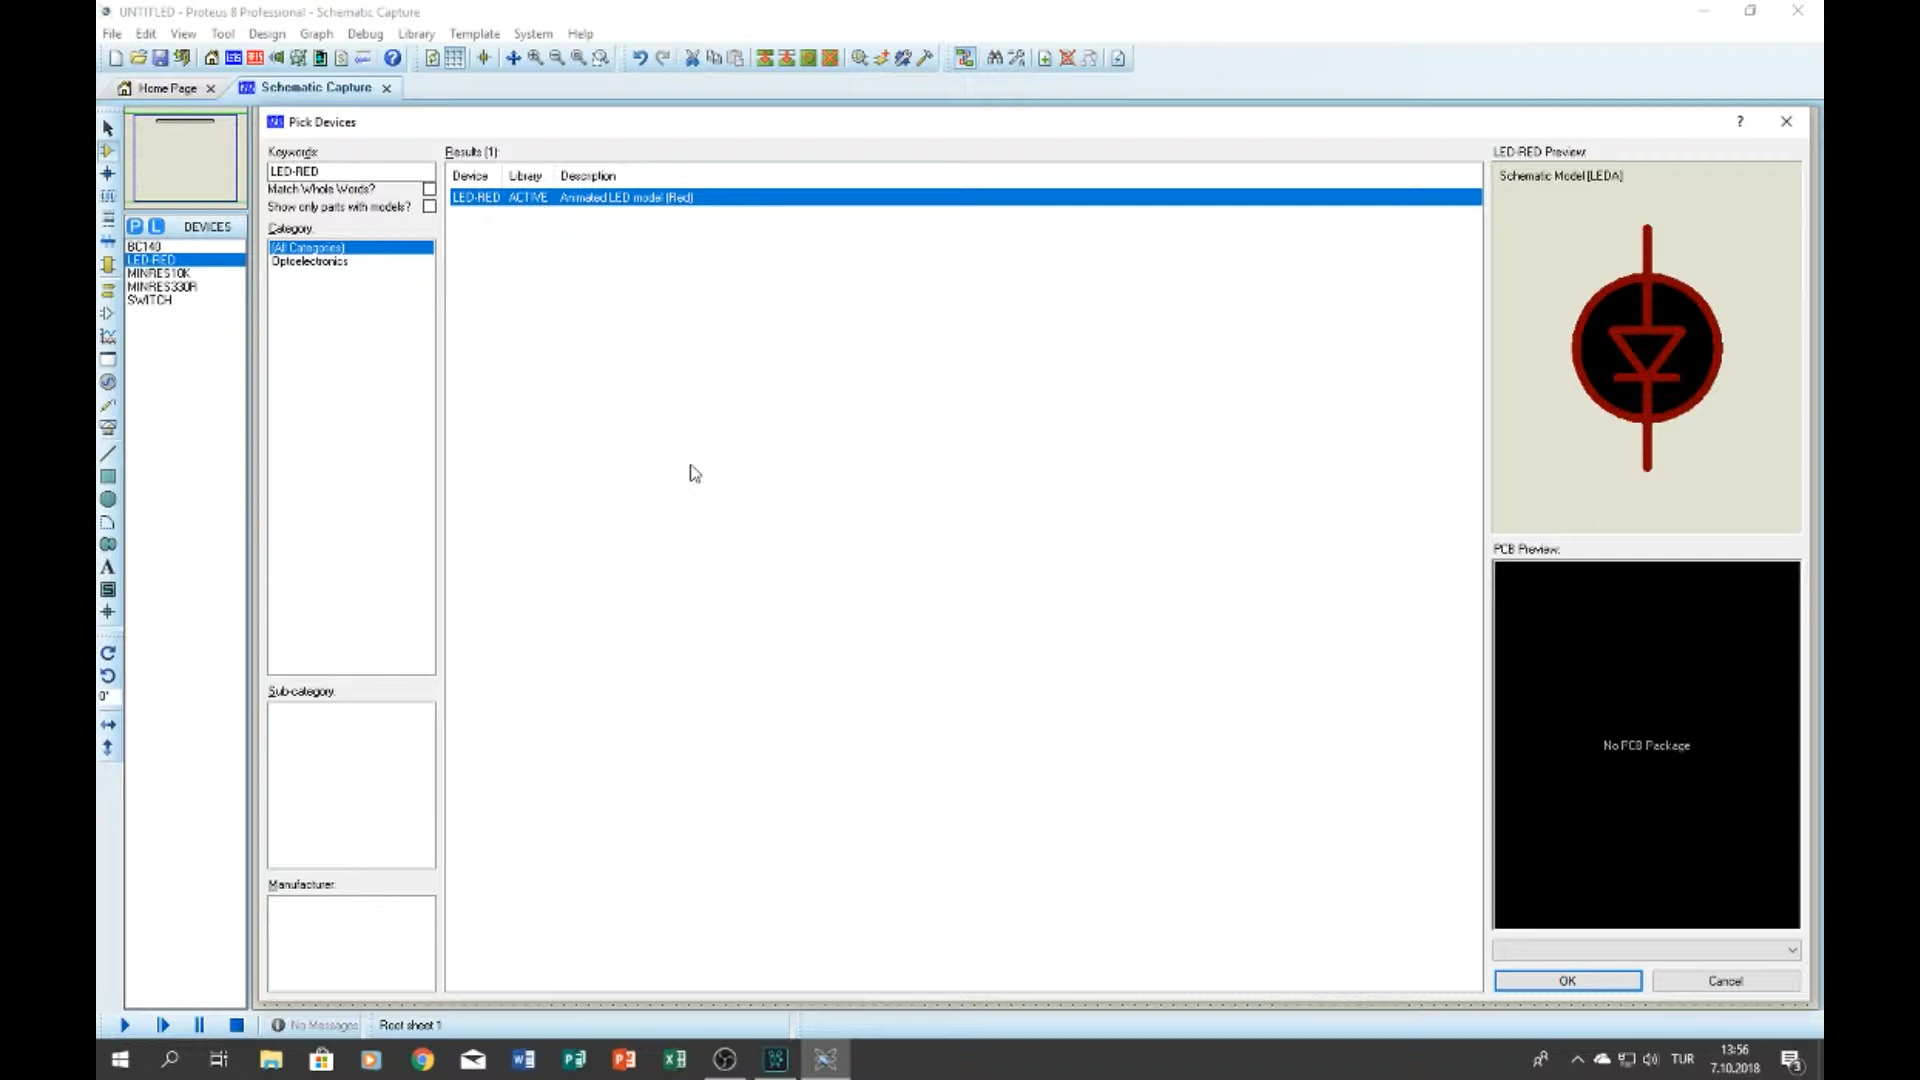 UNTITLED - Proteus 8 Professional - Schematic Capture
File Edit View Tool Design Graph Debug Library Template System Help
Home Page Schematic Capture
Pick Devices
Keywords:
LED-RED
Match Whole Words?
Show only parts with models?
Category:
(All Categories)
Optoelectronics
Sub-category:
Manufacturer:
Results (1):
Device Library Description
LED-RED ACTIVE Animated LED model (Red)
LED-RED Preview:
Schematic Model [LEDA]
PCB Preview:
No PCB Package
OK Cancel
P L DEVICES
BC140
LED-RED
MINRES10K
MINRES330R
SWITCH
0°
No Messages Root sheet 1
TUR
13:56
7.10.2018
3